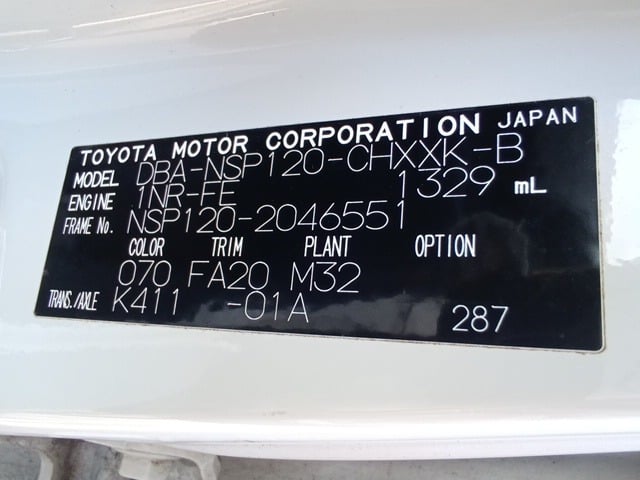 TOYOTA MOTOR CORPORATION JAPAN
MODEL DBA-NSP120-CHXXK-B
ENGINE 1NR-FE 1329 mL
FRAME No. NSP120-2046551
COLOR TRIM PLANT OPTION
070 FA20 M32
TRANS./AXLE K411 -01A 287